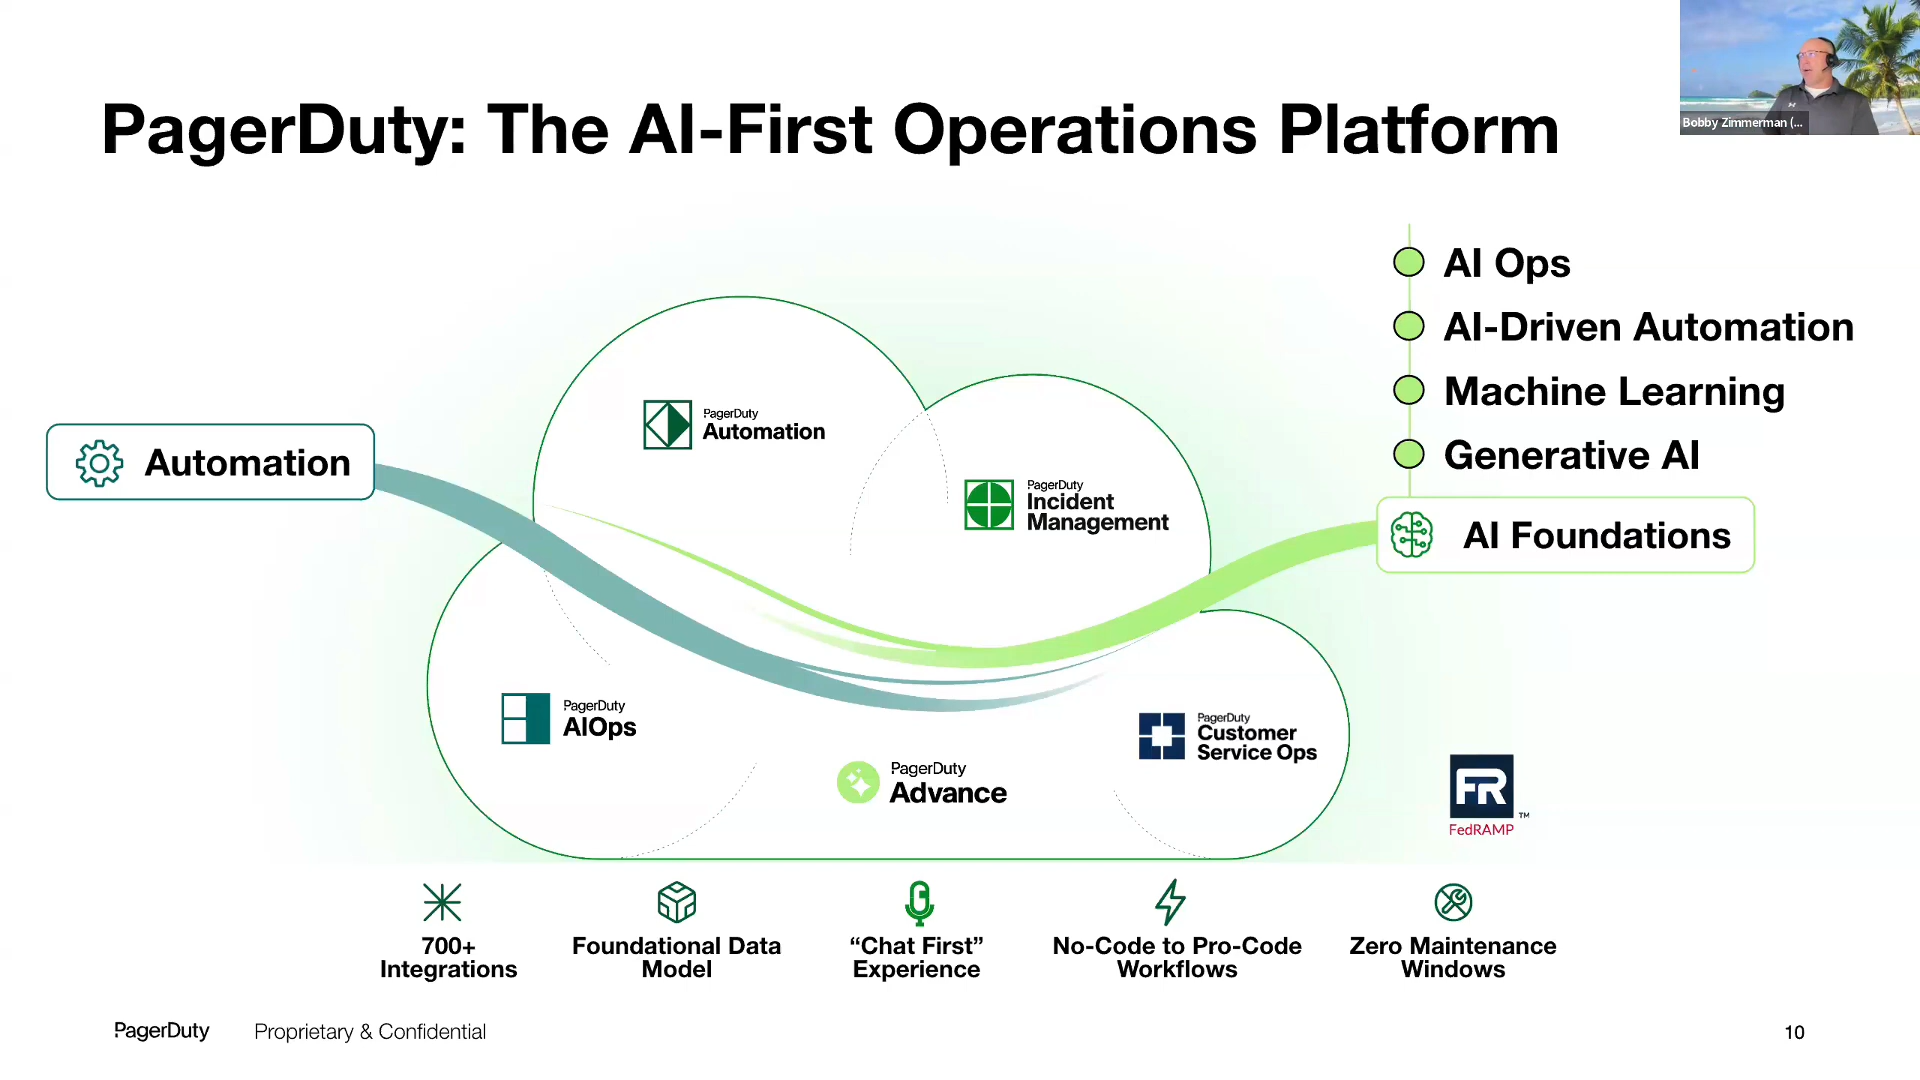 PagerDuty: The AI-First Operations Platform
Bobby Zimmerman (...
AI Ops
AI-Driven Automation
Machine Learning
Generative AI
AI Foundations
Automation
PagerDuty
Automation
PagerDuty
Incident
Management
PagerDuty
AIOps
PagerDuty
Advance
PagerDuty
Customer
Service Ops
FR
TM
FedRAMP
700+
Integrations
Foundational Data
Model
“Chat First”
Experience
No-Code to Pro-Code
Workflows
Zero Maintenance
Windows
PagerDuty
Proprietary & Confidential
10